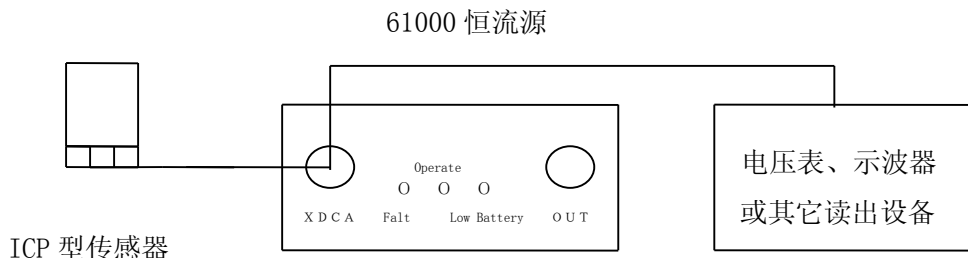 61000 恒流源
Operate
O O O
XDCA Falt Low Battery OUT
电压表、示波器
或其它读出设备
ICP 型传感器